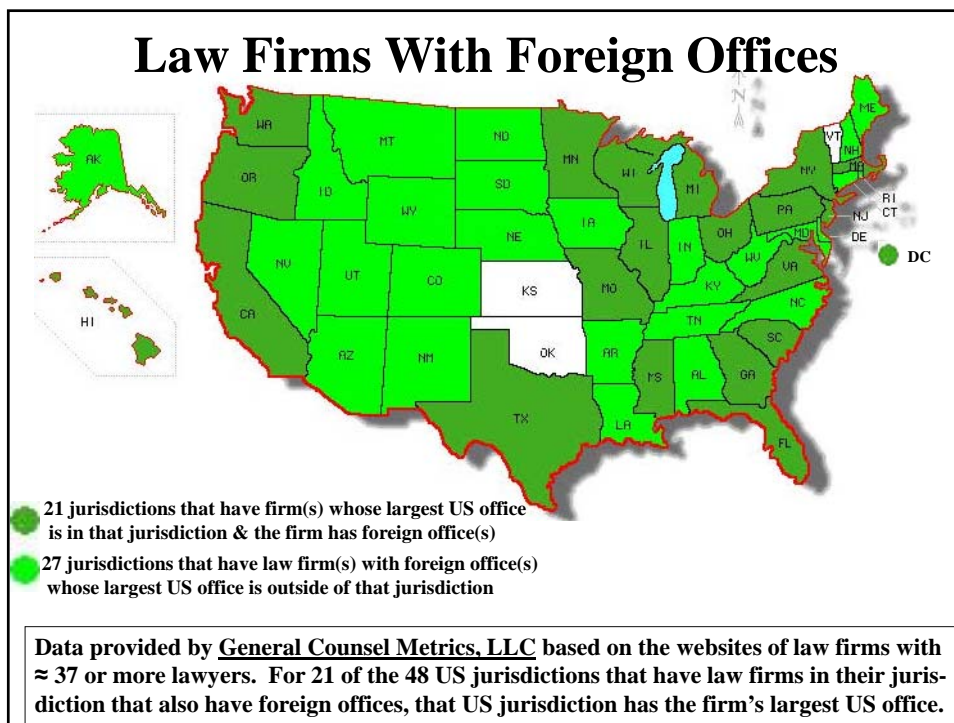 Law Firms With Foreign Offices
N
WA
MT
ND
MN
ME
VT
NH
AK
OR
ID
SD
WI
MI
NY
MA
WY
RI
CT
IA
PA
NJ
NE
OH
MD
DE
NV
IL
IN
WV
DC
UT
CO
VA
KS
MO
KY
CA
HI
NC
TN
AZ
NM
OK
AR
SC
MS
AL
GA
TX
LA
FL
21 jurisdictions that have firm(s) whose largest US office
is in that jurisdiction & the firm has foreign office(s)
27 jurisdictions that have law firm(s) with foreign office(s)
whose largest US office is outside of that jurisdiction
Data provided by General Counsel Metrics, LLC based on the websites of law firms with
≈ 37 or more lawyers. For 21 of the 48 US jurisdictions that have law firms in their juris-
diction that also have foreign offices, that US jurisdiction has the firm's largest US office.